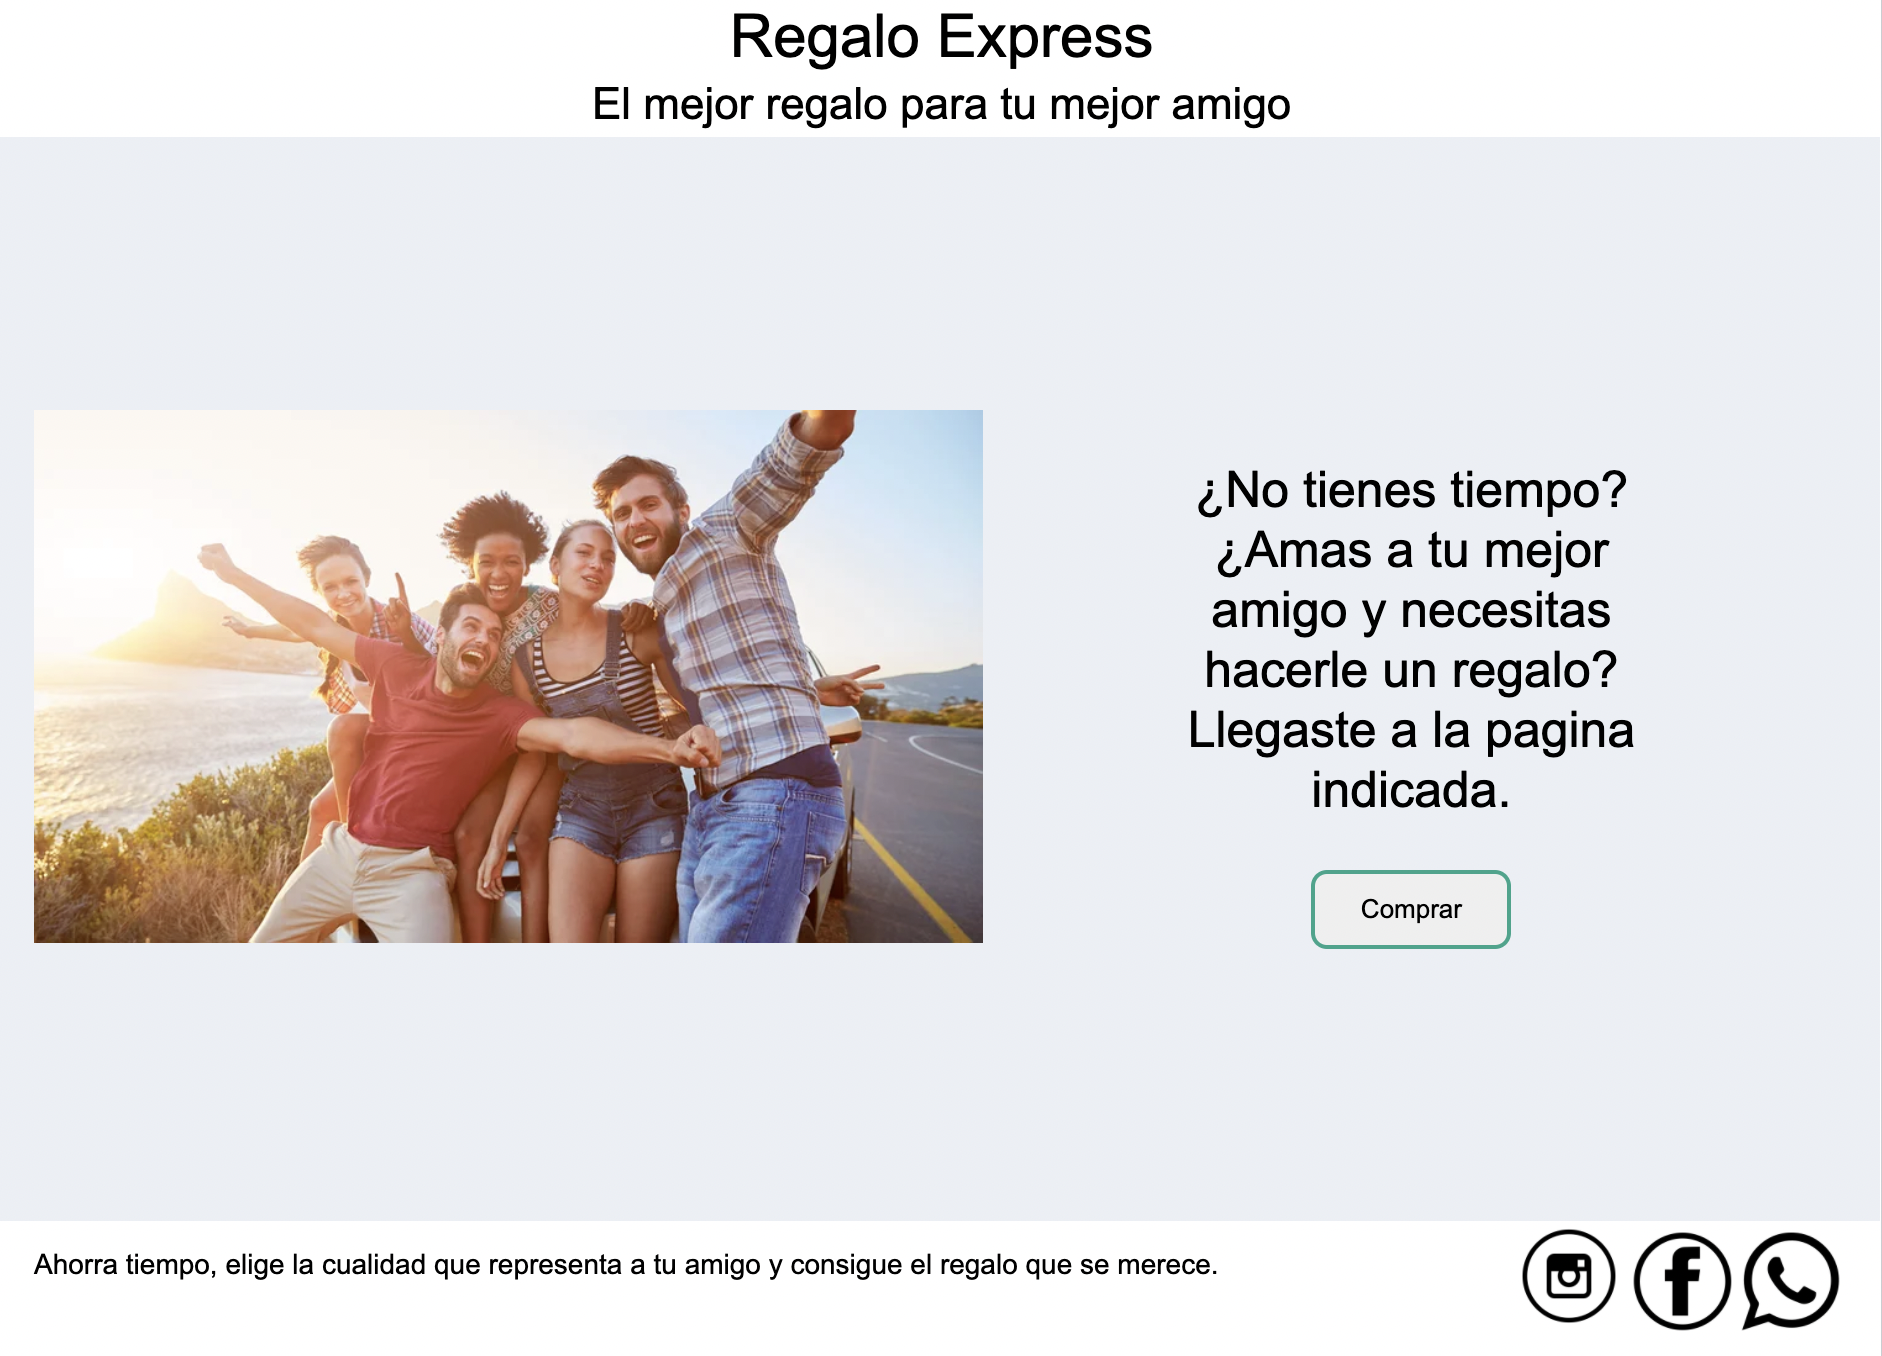 Regalo Express
El mejor regalo para tu mejor amigo
¿No tienes tiempo?
¿Amas a tu mejor
amigo y necesitas
hacerle un regalo?
Llegaste a la pagina
indicada.
Comprar
Ahorra tiempo, elige la cualidad que representa a tu amigo y consigue el regalo que se merece.